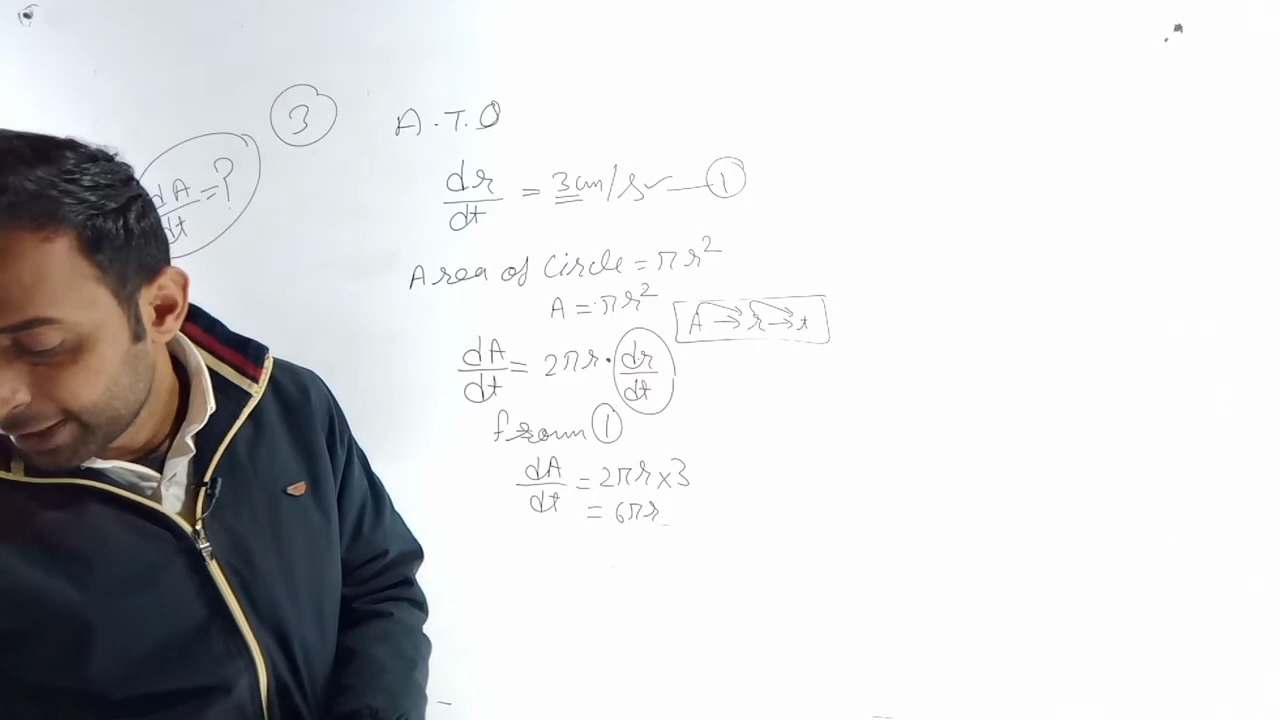 3
dA/dt = ?
A.T.Q
dr/dt = 3cm/s ✓ — 1
Area of Circle = πr²
A = πr²
A → r → t
dA/dt = 2πr · dr/dt
from 1
dA/dt = 2πr × 3
= 6πr